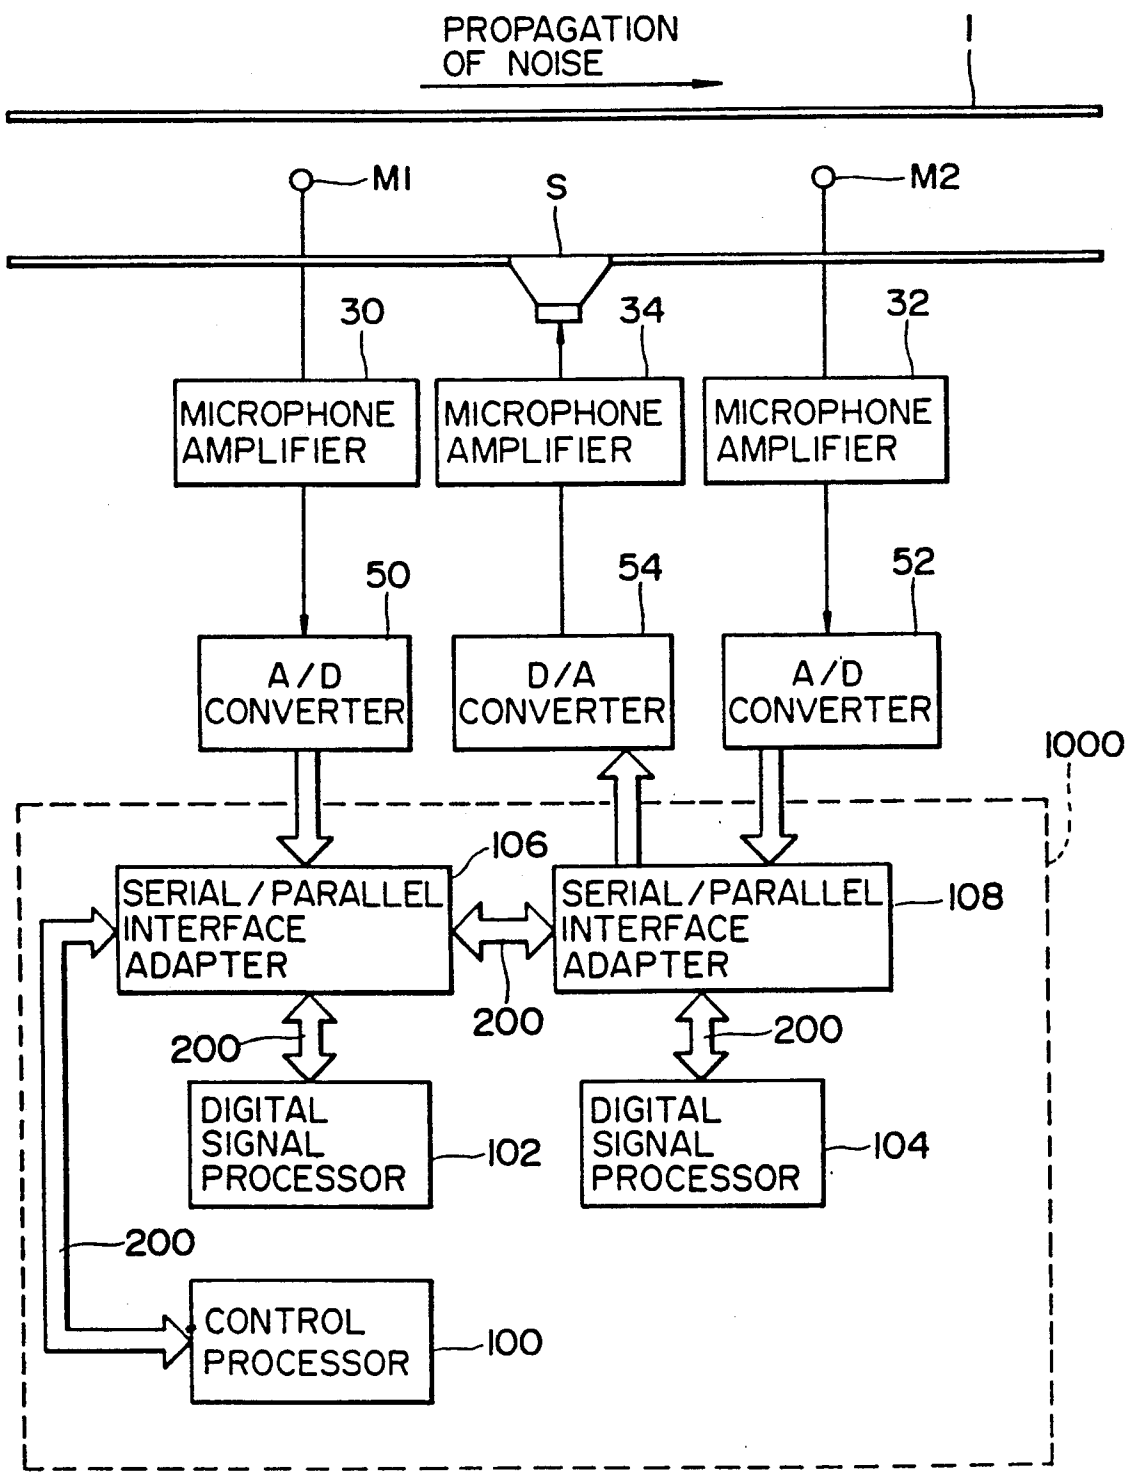 PROPAGATION
OF NOISE
1
M1
S
M2
30
34
32
MICROPHONE
AMPLIFIER
MICROPHONE
AMPLIFIER
MICROPHONE
AMPLIFIER
50
54
52
A/D
CONVERTER
D/A
CONVERTER
A/D
CONVERTER
1000
106
SERIAL/PARALLEL
INTERFACE
ADAPTER
SERIAL/PARALLEL
INTERFACE
ADAPTER
108
200
200
200
DIGITAL
SIGNAL
PROCESSOR
102
DIGITAL
SIGNAL
PROCESSOR
104
200
CONTROL
PROCESSOR
100